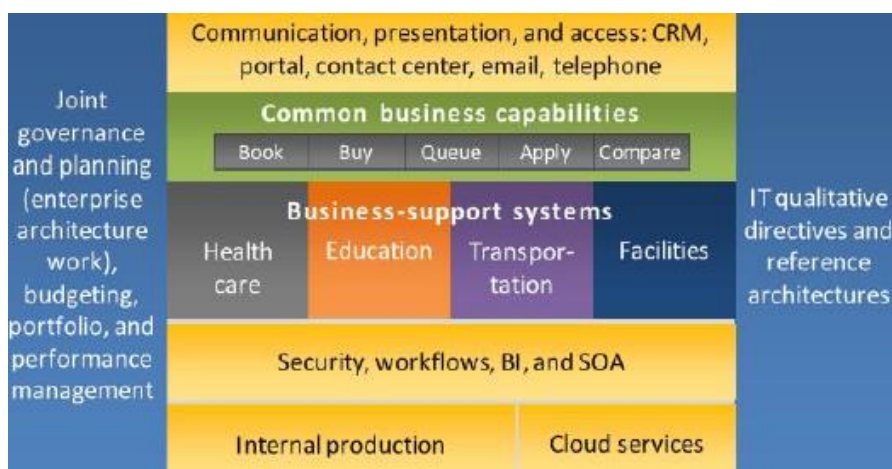 Communication, presentation, and access: CRM,
portal, contact center, email, telephone
Joint
governance
and planning
(enterprise
architecture
work),
budgeting,
portfolio, and
performance
management
Common business capabilities
Book Buy Queue Apply Compare
Business-support systems
Health
care
Education
Transpor-
tation
Facilities
Security, workflows, BI, and SOA
Internal production
Cloud services
IT qualitative
directives and
reference
architectures